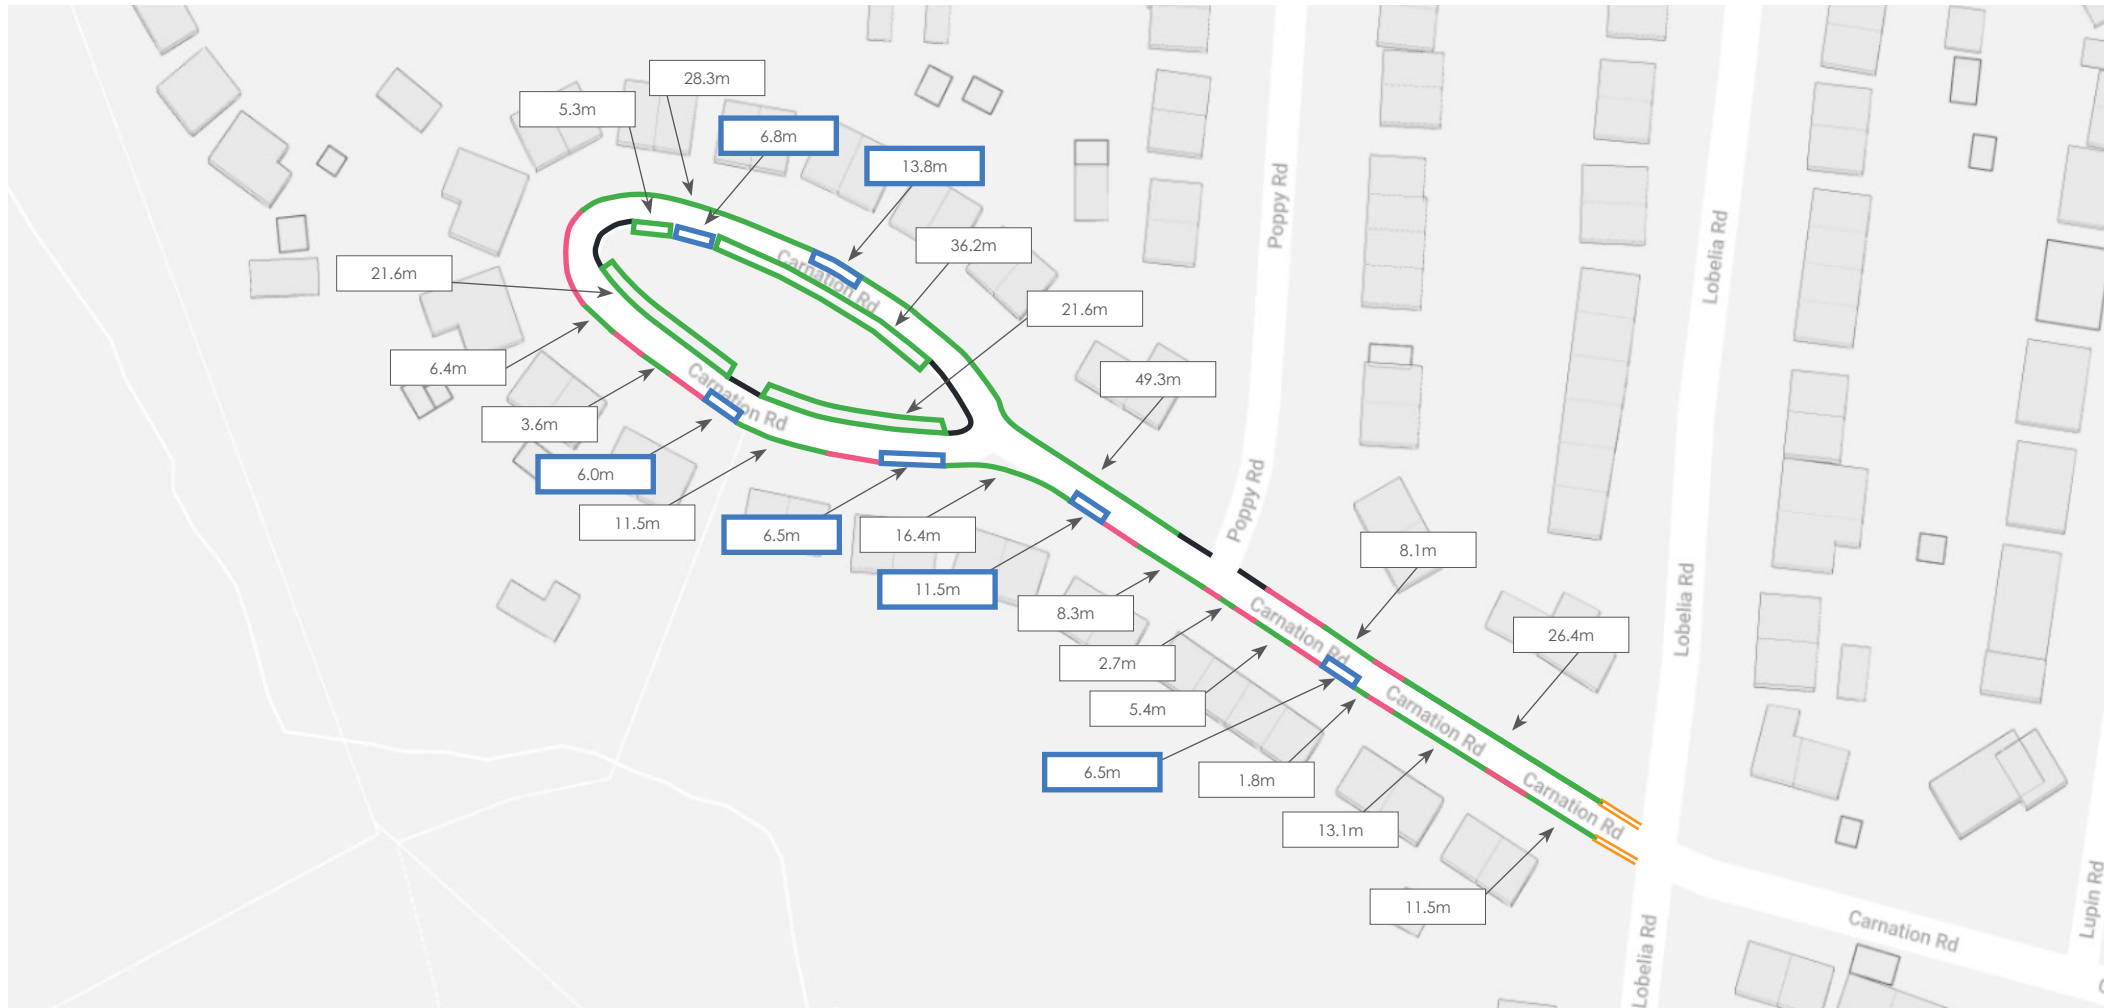 28.3m
5.3m
6.8m
13.8m
36.2m
21.6m
21.6m
6.4m
3.6m
6.0m
11.5m
6.5m
16.4m
11.5m
49.3m
8.3m
2.7m
5.4m
6.5m
1.8m
13.1m
11.5m
8.1m
26.4m
Carnation Rd
Carnation Rd
Carnation Rd
Carnation Rd
Carnation Rd
Carnation Rd
Poppy Rd
Poppy Rd
Lobelia Rd
Lobelia Rd
Lobelia Rd
Lupin Rd